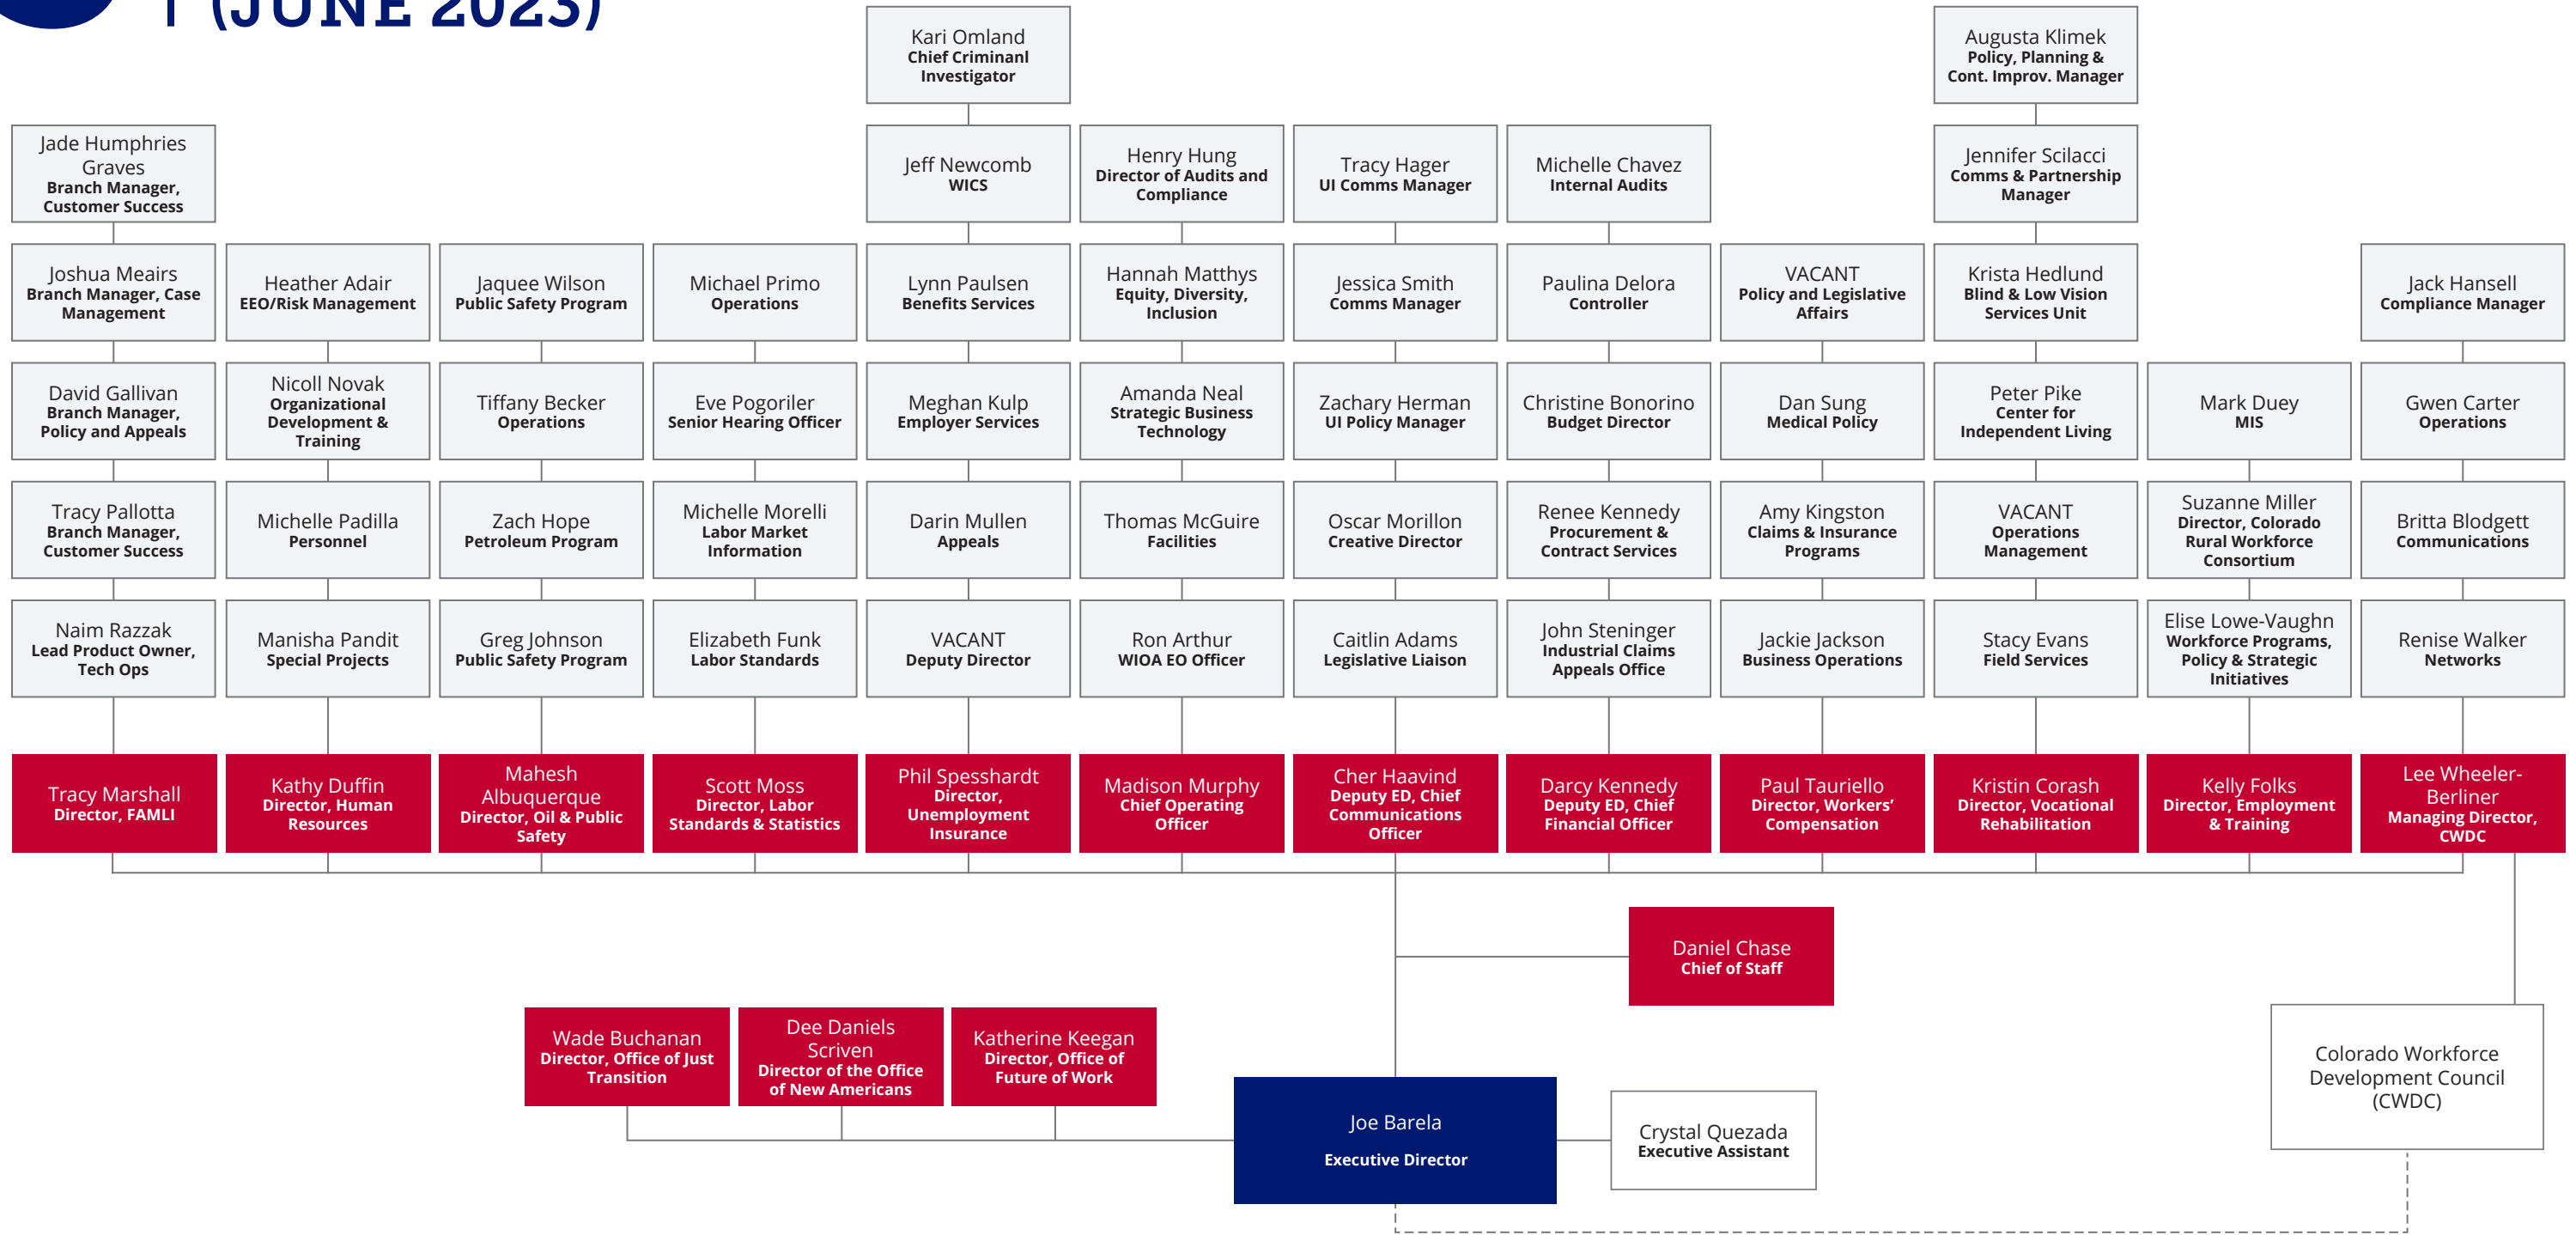 (JUNE 2023)
Kari Omland
Chief Criminanl
Investigator
Augusta Klimek
Policy, Planning &
Cont. Improv. Manager
Jade Humphries
Graves
Branch Manager,
Customer Success
Jeff Newcomb
WICS
Henry Hung
Director of Audits and
Compliance
Tracy Hager
UI Comms Manager
Michelle Chavez
Internal Audits
Jennifer Scilacci
Comms & Partnership
Manager
Joshua Meairs
Branch Manager, Case
Management
Heather Adair
EEO/Risk Management
Jaquee Wilson
Public Safety Program
Michael Primo
Operations
Lynn Paulsen
Benefits Services
Hannah Matthys
Equity, Diversity,
Inclusion
Jessica Smith
Comms Manager
Paulina Delora
Controller
VACANT
Policy and Legislative
Affairs
Krista Hedlund
Blind & Low Vision
Services Unit
Jack Hansell
Compliance Manager
David Gallivan
Branch Manager,
Policy and Appeals
Nicoll Novak
Organizational
Development &
Training
Tiffany Becker
Operations
Eve Pogoriler
Senior Hearing Officer
Meghan Kulp
Employer Services
Amanda Neal
Strategic Business
Technology
Zachary Herman
UI Policy Manager
Christine Bonorino
Budget Director
Dan Sung
Medical Policy
Peter Pike
Center for
Independent Living
Mark Duey
MIS
Gwen Carter
Operations
Tracy Pallotta
Branch Manager,
Customer Success
Michelle Padilla
Personnel
Zach Hope
Petroleum Program
Michelle Morelli
Labor Market
Information
Darin Mullen
Appeals
Thomas McGuire
Facilities
Oscar Morillon
Creative Director
Renee Kennedy
Procurement &
Contract Services
Amy Kingston
Claims & Insurance
Programs
VACANT
Operations
Management
Suzanne Miller
Director, Colorado
Rural Workforce
Consortium
Britta Blodgett
Communications
Naim Razzak
Lead Product Owner,
Tech Ops
Manisha Pandit
Special Projects
Greg Johnson
Public Safety Program
Elizabeth Funk
Labor Standards
VACANT
Deputy Director
Ron Arthur
WIOA EO Officer
Caitlin Adams
Legislative Liaison
John Steninger
Industrial Claims
Appeals Office
Jackie Jackson
Business Operations
Stacy Evans
Field Services
Elise Lowe-Vaughn
Workforce Programs,
Policy & Strategic
Initiatives
Renise Walker
Networks
Tracy Marshall
Director, FAMLI
Kathy Duffin
Director, Human
Resources
Mahesh
Albuquerque
Director, Oil & Public
Safety
Scott Moss
Director, Labor
Standards & Statistics
Phil Spesshardt
Director,
Unemployment
Insurance
Madison Murphy
Chief Operating
Officer
Cher Haavind
Deputy ED, Chief
Communications
Officer
Darcy Kennedy
Deputy ED, Chief
Financial Officer
Paul Tauriello
Director, Workers’
Compensation
Kristin Corash
Director, Vocational
Rehabilitation
Kelly Folks
Director, Employment
& Training
Lee Wheeler-
Berliner
Managing Director,
CWDC
Daniel Chase
Chief of Staff
Wade Buchanan
Director, Office of Just
Transition
Dee Daniels
Scriven
Director of the Office
of New Americans
Katherine Keegan
Director, Office of
Future of Work
Joe Barela
Executive Director
Crystal Quezada
Executive Assistant
Colorado Workforce
Development Council
(CWDC)